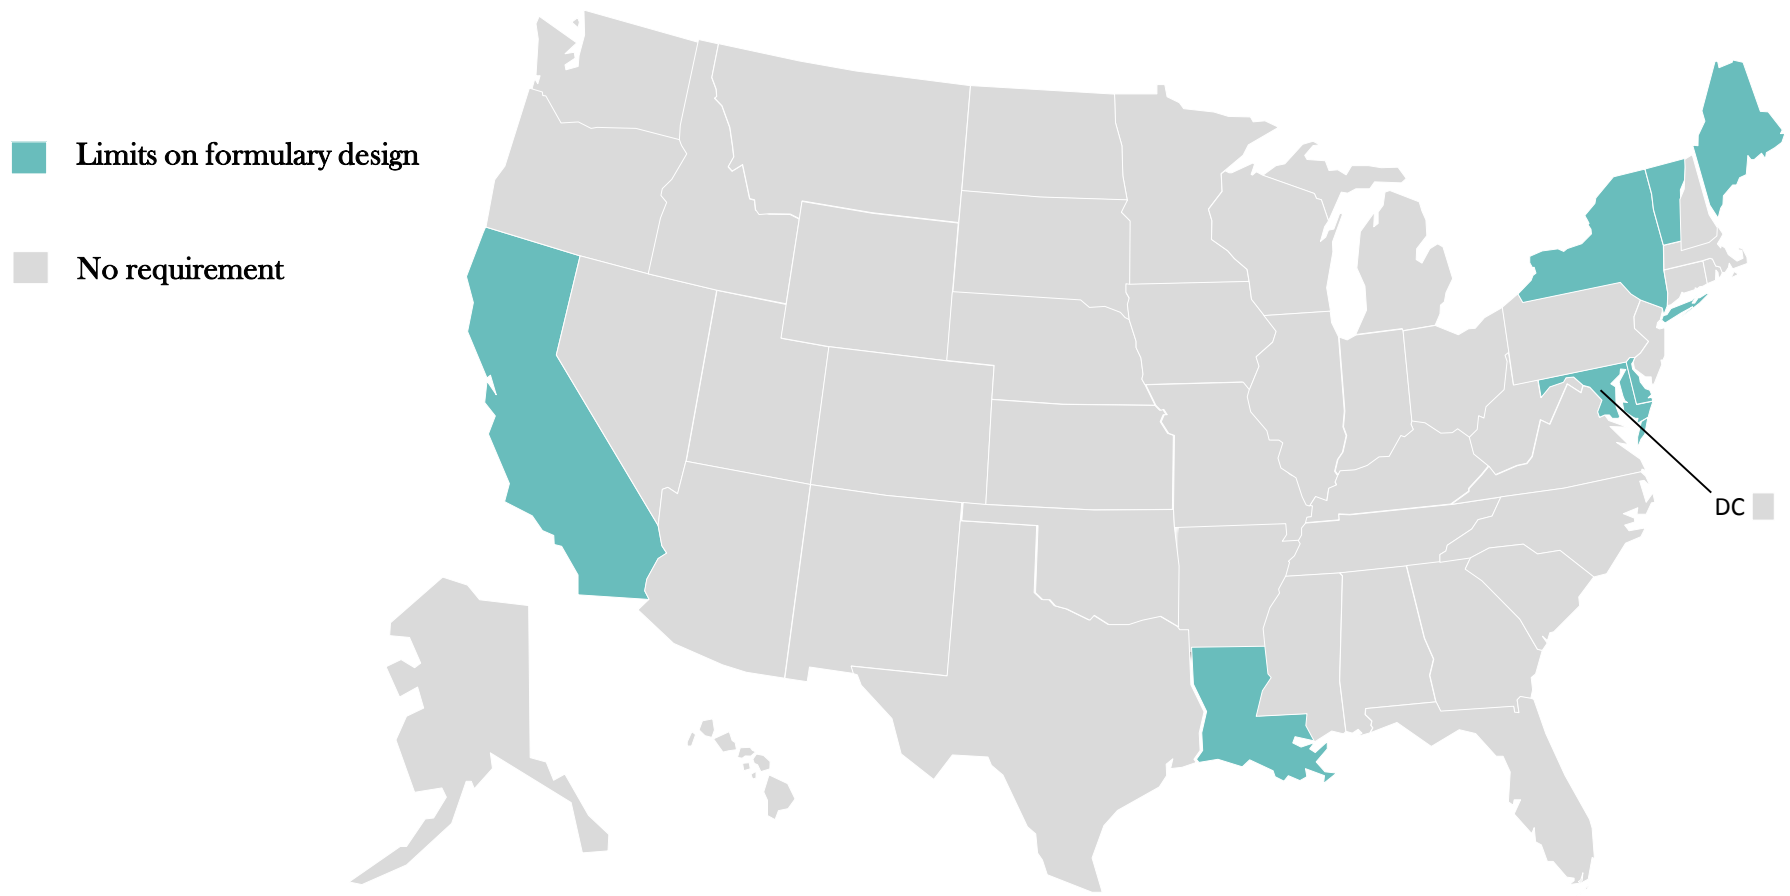 Limits on formulary design
No requirement
DC